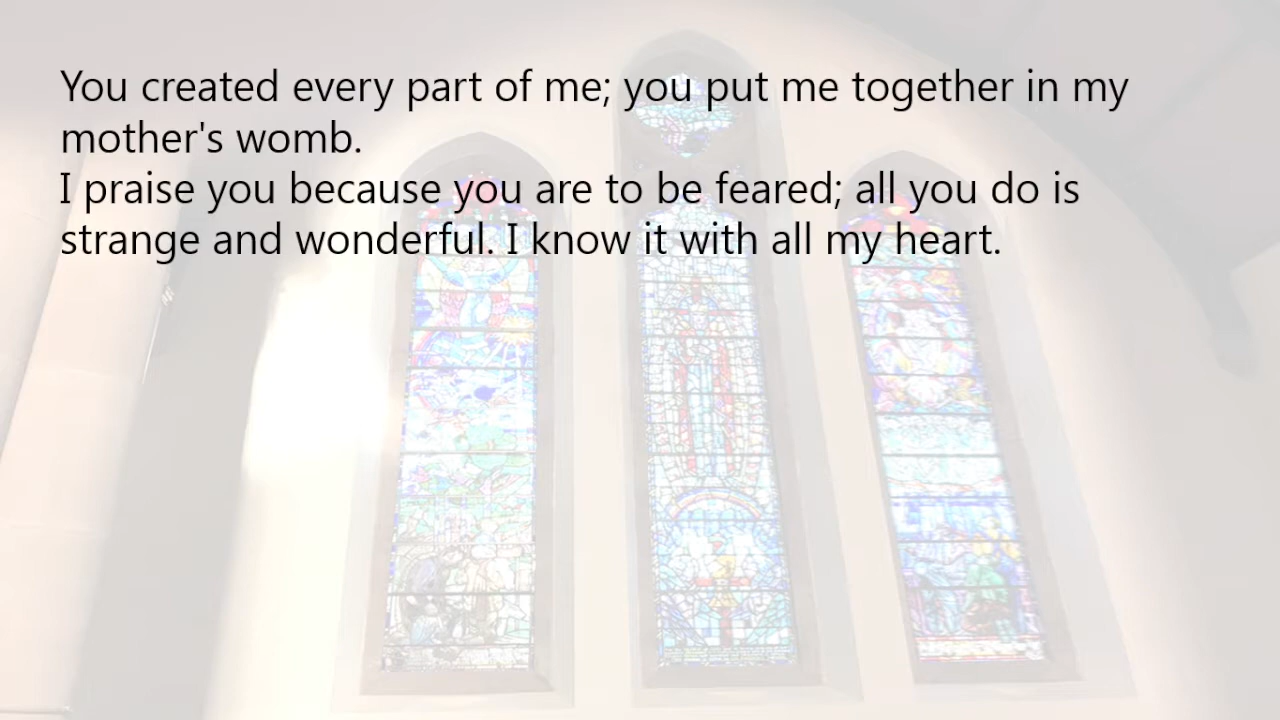 You created every part of me; you put me together in my
mother's womb.
I praise you because you are to be feared; all you do is
strange and wonderful. I know it with all my heart.